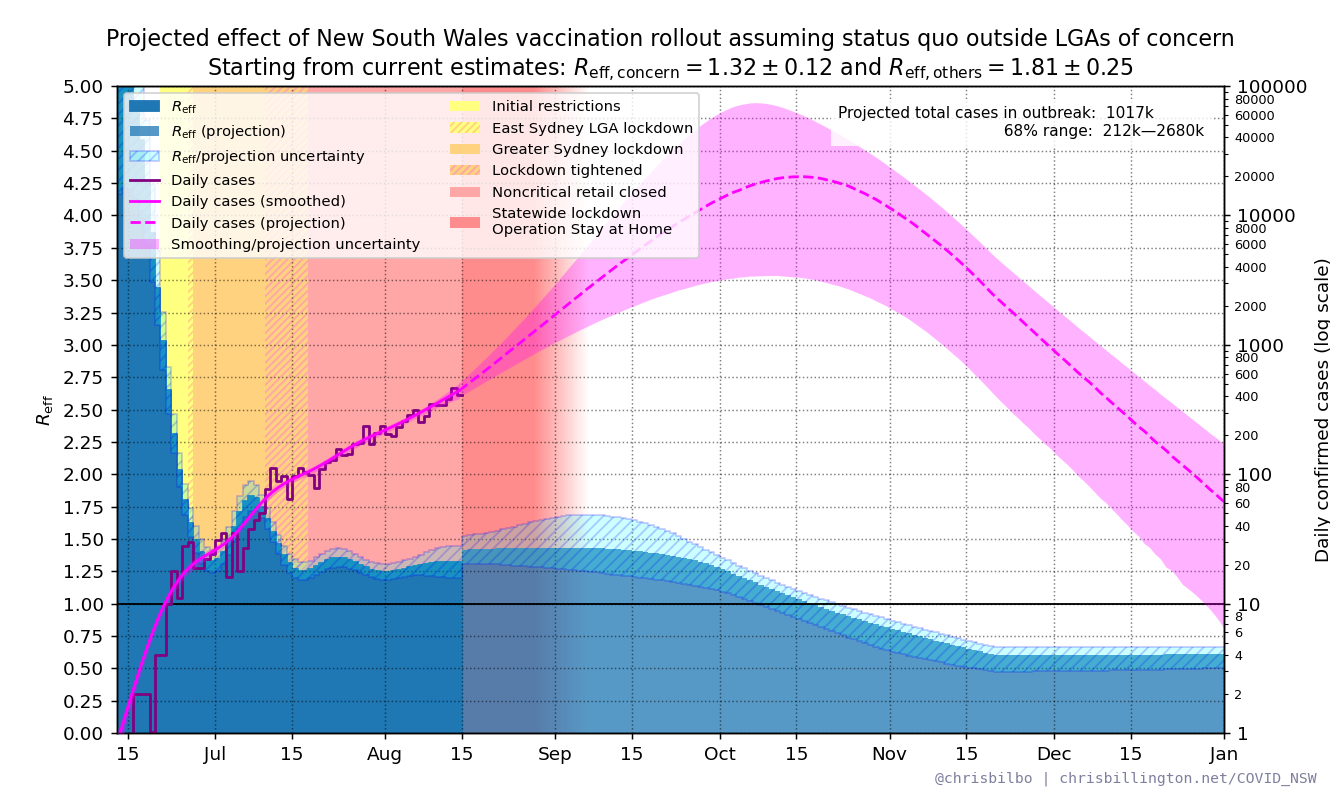 Projected effect of New South Wales vaccination rollout assuming status quo outside LGAs of concern
Starting from current estimates: R_eff, concern = 1.32 ± 0.12 and R_eff, others = 1.81 ± 0.25
R_eff
R_eff (projection)
R_eff/projection uncertainty
Daily cases
Daily cases (smoothed)
Daily cases (projection)
Smoothing/projection uncertainty
Initial restrictions
East Sydney LGA lockdown
Greater Sydney lockdown
Lockdown tightened
Noncritical retail closed
Statewide lockdown
Operation Stay at Home
Projected total cases in outbreak: 1017k
68% range: 212k—2680k
R_eff
5.00
4.75
4.50
4.25
4.00
3.75
3.50
3.25
3.00
2.75
2.50
2.25
2.00
1.75
1.50
1.25
1.00
0.75
0.50
0.25
0.00
100000
80000
60000
40000
20000
10000
8000
6000
4000
2000
1000
800
600
400
200
100
80
60
40
20
10
8
6
4
2
1
Daily confirmed cases (log scale)
15 Jul 15 Aug 15 Sep 15 Oct 15 Nov 15 Dec 15 Jan
@chrisbilbo | chrisbillington.net/COVID_NSW